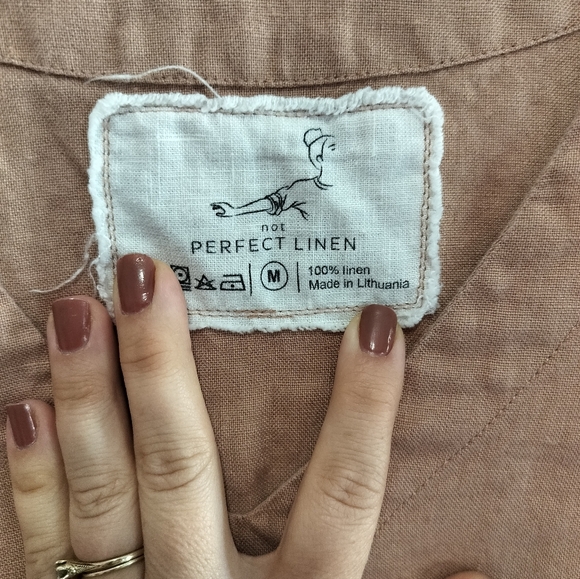 not
PERFECT LINEN
M
100% linen
Made in Lithuania